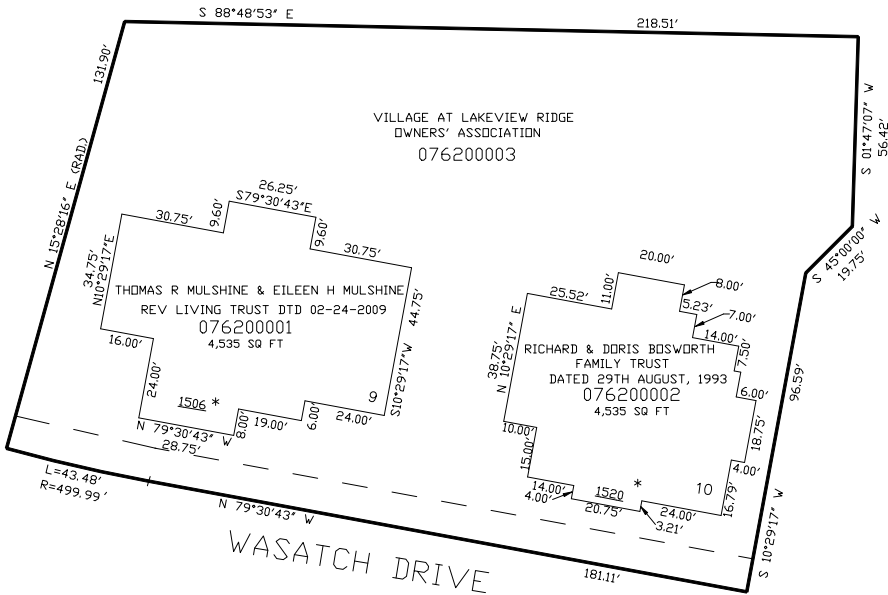 S 88°48'53" E
218.51'
131.90'
N 15°28'16" E (RAD.)
S 01°47'07" W
56.42'
VILLAGE AT LAKEVIEW RIDGE
OWNERS' ASSOCIATION
076200003
S 45°00'00" W
19.75'
26.25'
S79°30'43"E
30.75'
9.60'
9.60'
30.75'
34.75'
N10°29'17"E
THOMAS R MULSHINE & EILEEN H MULSHINE
REV LIVING TRUST DTD 02-24-2009
076200001
4,535 SQ FT
44.75'
S10°29'17"W
16.00'
24.00'
1506 *
9
N 79°30'43" W
28.75'
8.00'
19.00'
6.00'
24.00'
20.00'
8.00'
25.52'
11.00'
5.23'
7.00'
14.00'
7.50'
38.75'
N 10°29'17" E
RICHARD & DORIS BOSWORTH
FAMILY TRUST
DATED 29TH AUGUST, 1993
076200002
4,535 SQ FT
6.00'
18.75'
10.00'
15.00'
4.00'
14.00'
4.00'
1520 *
10
16.79'
20.75'
24.00'
3.21'
96.59'
S 10°29'17" W
L=43.48'
R=499.99'
N 79°30'43" W
181.11'
WASATCH DRIVE